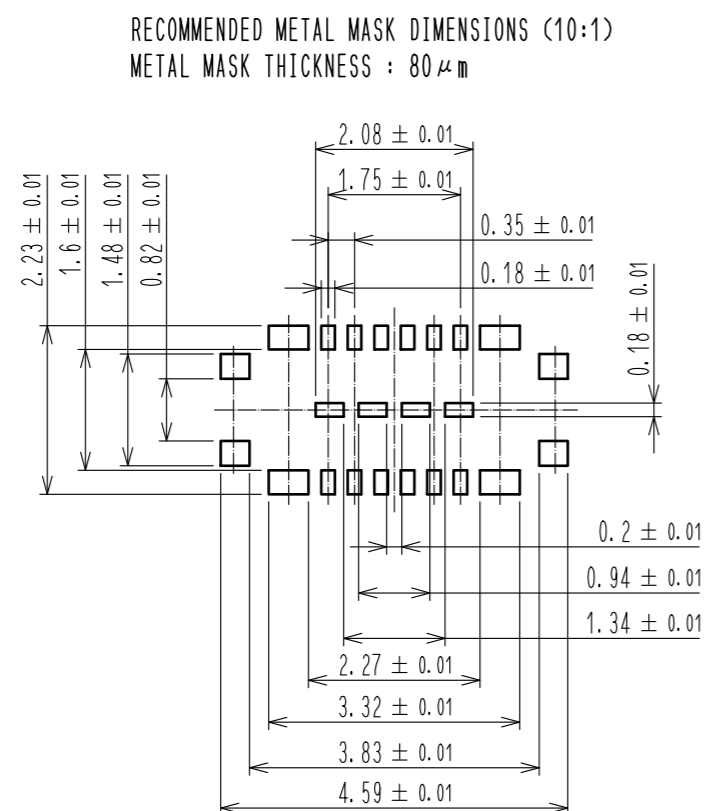 RECOMMENDED METAL MASK DIMENSIONS (10:1)
METAL MASK THICKNESS : 80μm
2.08 ± 0.01
1.75 ± 0.01
0.35 ± 0.01
0.18 ± 0.01
2.23 ± 0.01
1.6 ± 0.01
1.48 ± 0.01
0.82 ± 0.01
0.18 ± 0.01
0.2 ± 0.01
0.94 ± 0.01
1.34 ± 0.01
2.27 ± 0.01
3.32 ± 0.01
3.83 ± 0.01
4.59 ± 0.01